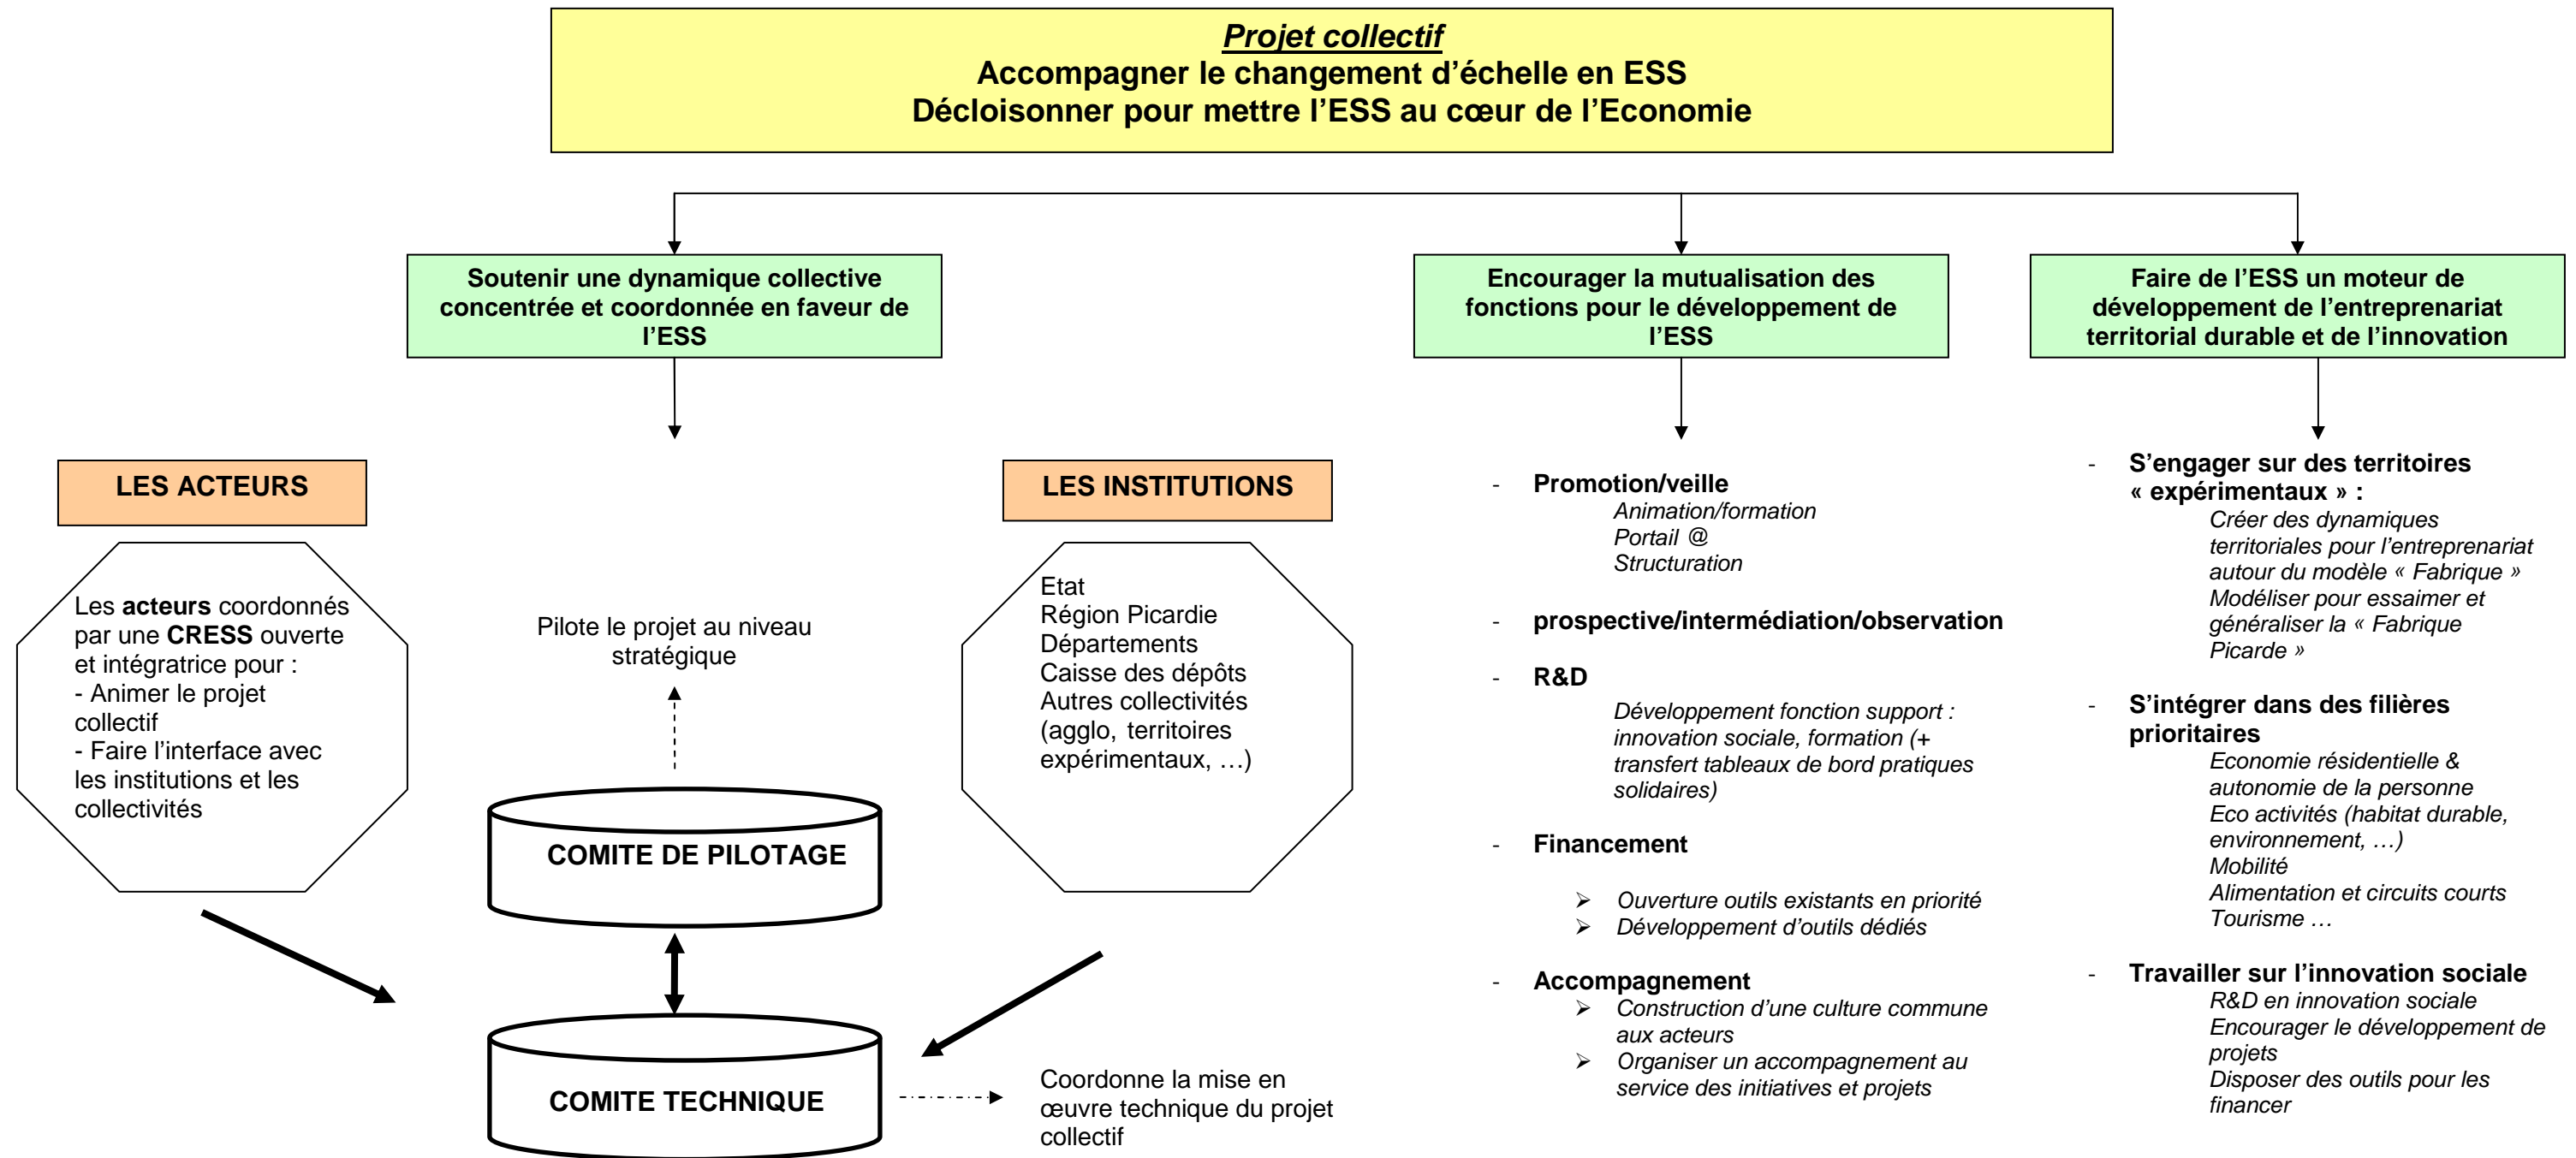 Projet collectif
Accompagner le changement d’échelle en ESS
Décloisonner pour mettre l’ESS au cœur de l’Economie
Soutenir une dynamique collective
concentrée et coordonnée en faveur de
l’ESS
Encourager la mutualisation des
fonctions pour le développement de
l’ESS
Faire de l’ESS un moteur de
développement de l’entreprenariat
territorial durable et de l’innovation
LES ACTEURS
Les acteurs coordonnés
par une CRESS ouverte
et intégratrice pour :
- Animer le projet
collectif
- Faire l’interface avec
les institutions et les
collectivités
Pilote le projet au niveau
stratégique
COMITE DE PILOTAGE
COMITE TECHNIQUE
Coordonne la mise en
œuvre technique du projet
collectif
LES INSTITUTIONS
Etat
Région Picardie
Départements
Caisse des dépôts
Autres collectivités
(agglo, territoires
expérimentaux, …)
- Promotion/veille
Animation/formation
Portail @
Structuration
- prospective/intermédiation/observation
- R&D
Développement fonction support :
innovation sociale, formation (+
transfert tableaux de bord pratiques
solidaires)
- Financement
➢ Ouverture outils existants en priorité
➢ Développement d’outils dédiés
- Accompagnement
➢ Construction d’une culture commune
aux acteurs
➢ Organiser un accompagnement au
service des initiatives et projets
- S’engager sur des territoires
« expérimentaux » :
Créer des dynamiques
territoriales pour l’entreprenariat
autour du modèle « Fabrique »
Modéliser pour essaimer et
généraliser la « Fabrique
Picarde »
- S’intégrer dans des filières
prioritaires
Economie résidentielle &
autonomie de la personne
Eco activités (habitat durable,
environnement, …)
Mobilité
Alimentation et circuits courts
Tourisme …
- Travailler sur l’innovation sociale
R&D en innovation sociale
Encourager le développement de
projets
Disposer des outils pour les
financer